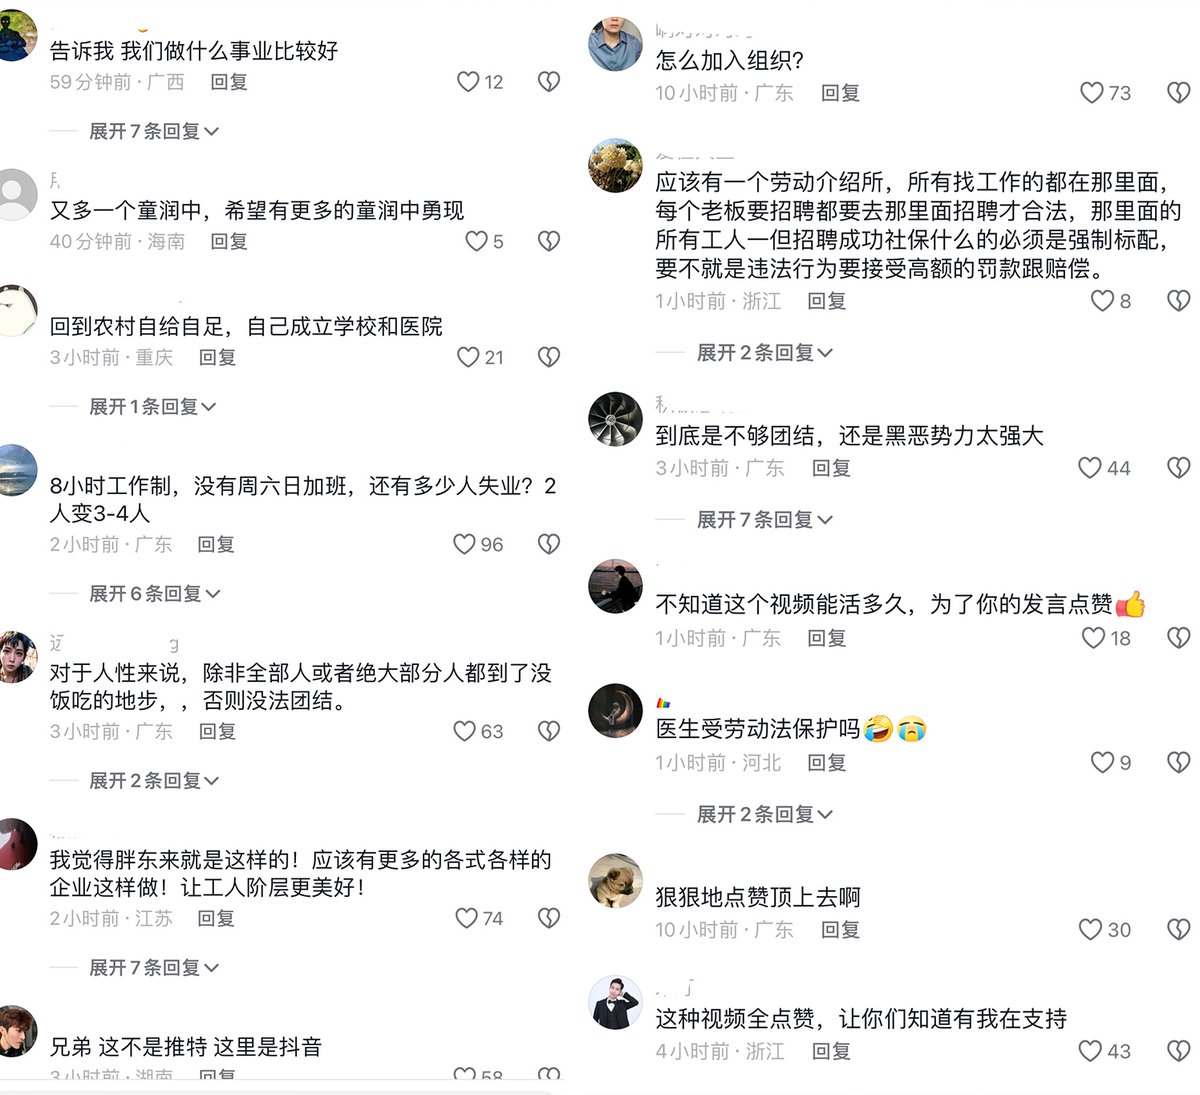 告诉我 我们做什么事业比较好
59分钟前·广西 回复
12
展开7条回复
又多一个童润中，希望有更多的童润中勇现
40分钟前·海南 回复
5
回到农村自给自足，自己成立学校和医院
3小时前·重庆 回复
21
展开1条回复
8小时工作制，没有周六日加班，还有多少人失业？2
人变3-4人
2小时前·广东 回复
96
展开6条回复
g
对于人性来说，除非全部人或者绝大部分人都到了没
饭吃的地步，，否则没法团结。
3小时前·广东 回复
63
展开2条回复
我觉得胖东来就是这样的！应该有更多的各式各样的
企业这样做！让工人阶层更美好！
2小时前·江苏 回复
74
展开7条回复
兄弟 这不是推特 这里是抖音
3小时前·湖南 回复
58
怎么加入组织？
10小时前·广东 回复
73
应该有一个劳动介绍所，所有找工作的都在那里面，
每个老板要招聘都要去那里面招聘才合法，那里面的
所有工人一但招聘成功社保什么的必须是强制标配，
要不就是违法行为要接受高额的罚款跟赔偿。
1小时前·浙江 回复
8
展开2条回复
到底是不够团结，还是黑恶势力太强大
3小时前·广东 回复
44
展开7条回复
不知道这个视频能活多久，为了你的发言点赞👍
1小时前·广东 回复
18
医生受劳动法保护吗🤣😭
1小时前·河北 回复
9
展开2条回复
狠狠地点赞顶上去啊
10小时前·广东 回复
30
这种视频全点赞，让你们知道有我在支持
4小时前·浙江 回复
43